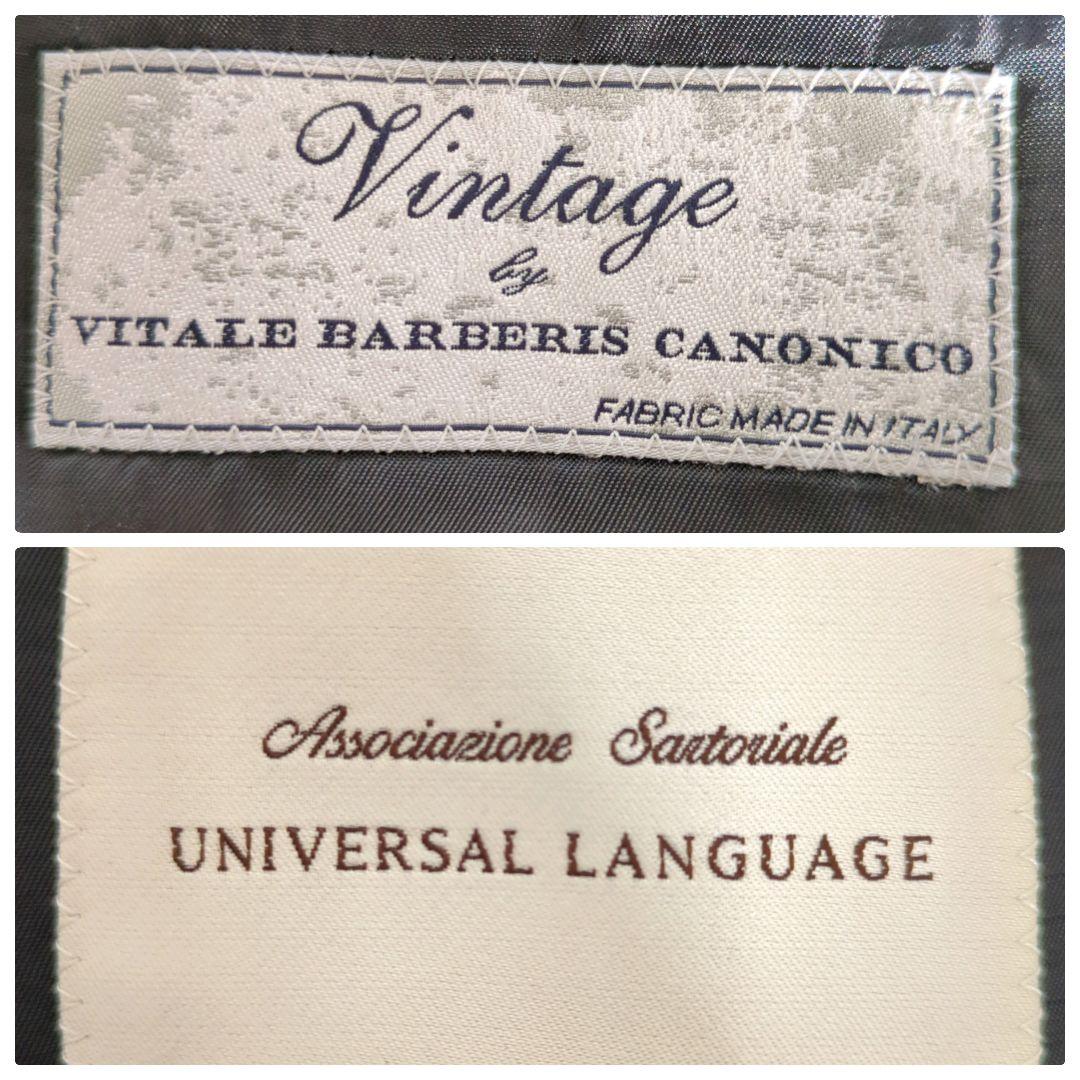 Vintage
by
VITALE BARBERIS CANONICO
FABRIC MADE IN ITALY
Associazione Sartoriale
UNIVERSAL LANGUAGE